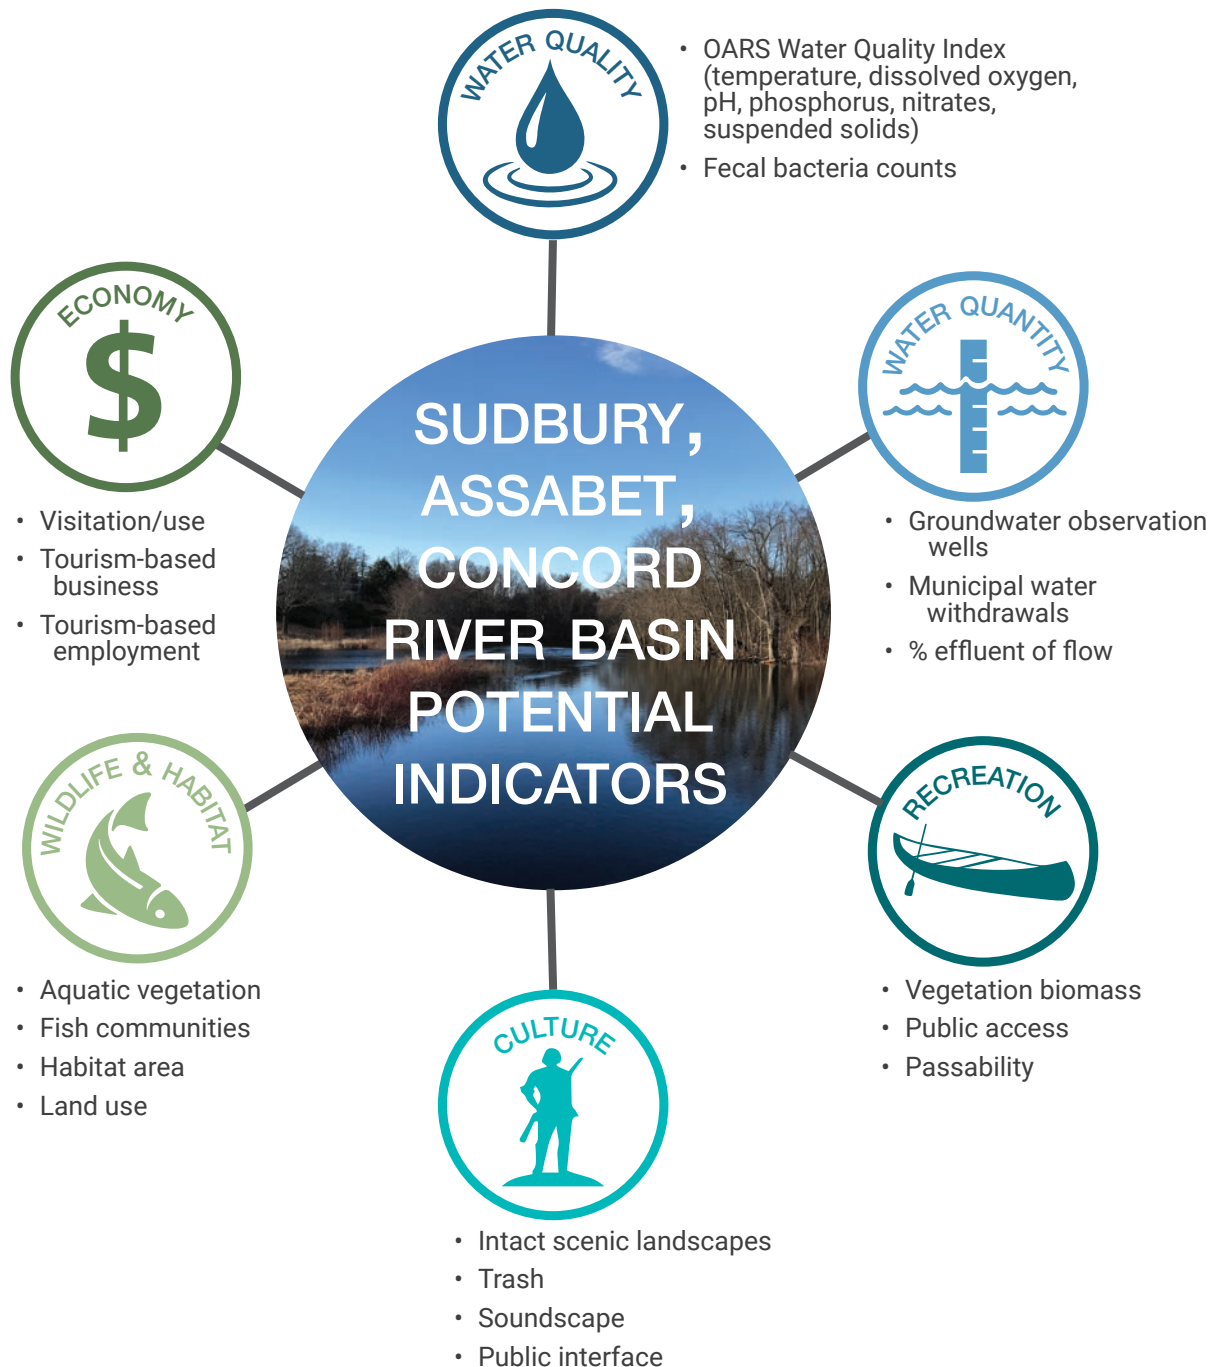 WATER QUALITY
• OARS Water Quality Index
(temperature, dissolved oxygen,
pH, phosphorus, nitrates,
suspended solids)
• Fecal bacteria counts
ECONOMY
$
• Visitation/use
• Tourism-based
business
• Tourism-based
employment
WATER QUANTITY
• Groundwater observation
wells
• Municipal water
withdrawals
• % effluent of flow
SUDBURY,
ASSABET,
CONCORD
RIVER BASIN
POTENTIAL
INDICATORS
WILDLIFE & HABITAT
• Aquatic vegetation
• Fish communities
• Habitat area
• Land use
RECREATION
• Vegetation biomass
• Public access
• Passability
CULTURE
• Intact scenic landscapes
• Trash
• Soundscape
• Public interface